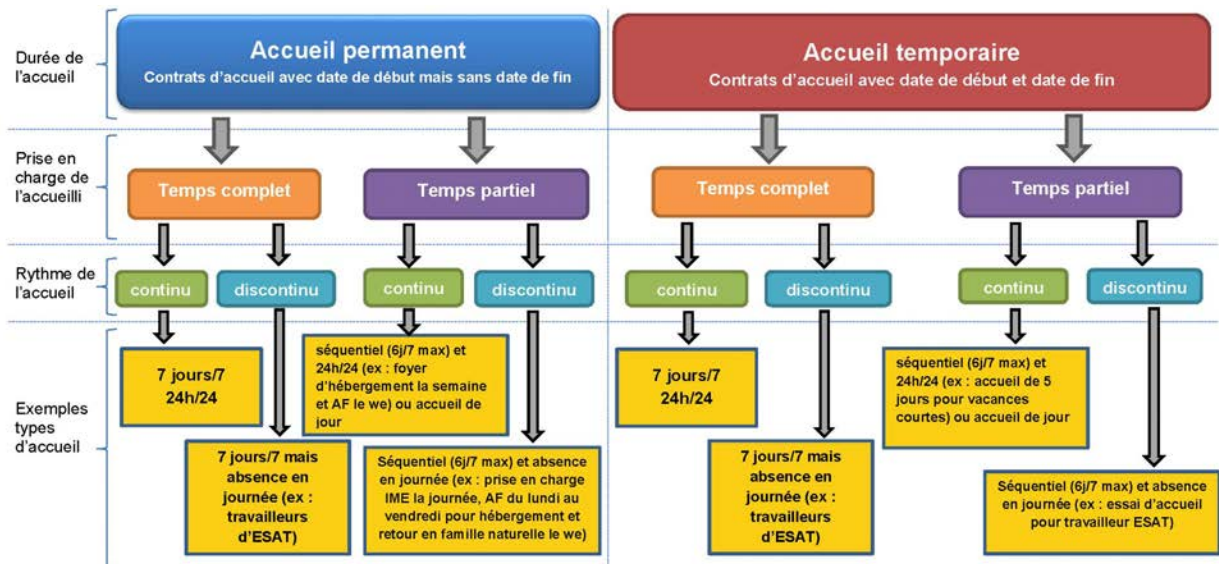 Durée de
l'accueil
Accueil permanent
Contrats d'accueil avec date de début mais sans date de fin
Accueil temporaire
Contrats d'accueil avec date de début et date de fin
Prise en
charge de
l'accueilli
Temps complet
Temps partiel
Temps complet
Temps partiel
Rythme de
l'accueil
continu
discontinu
continu
discontinu
continu
discontinu
continu
discontinu
Exemples
types
d'accueil
7 jours/7
24h/24
7 jours/7 mais
absence en
journée (ex :
travailleurs
d'ESAT)
séquentiel (6j/7 max) et
24h/24 (ex : foyer
d'hébergement la semaine
et AF le we) ou accueil de
jour
Séquentiel (6j/7 max) et absence
en journée (ex : prise en charge
IME la journée, AF du lundi au
vendredi pour hébergement et
retour en famille naturelle le we)
7 jours/7
24h/24
7 jours/7 mais
absence en
journée (ex :
travailleurs
d'ESAT)
séquentiel (6j/7 max) et
24h/24 (ex : accueil de 5
jours pour vacances
courtes) ou accueil de jour
Séquentiel (6j/7 max) et absence
en journée (ex : essai d'accueil
pour travailleur ESAT)